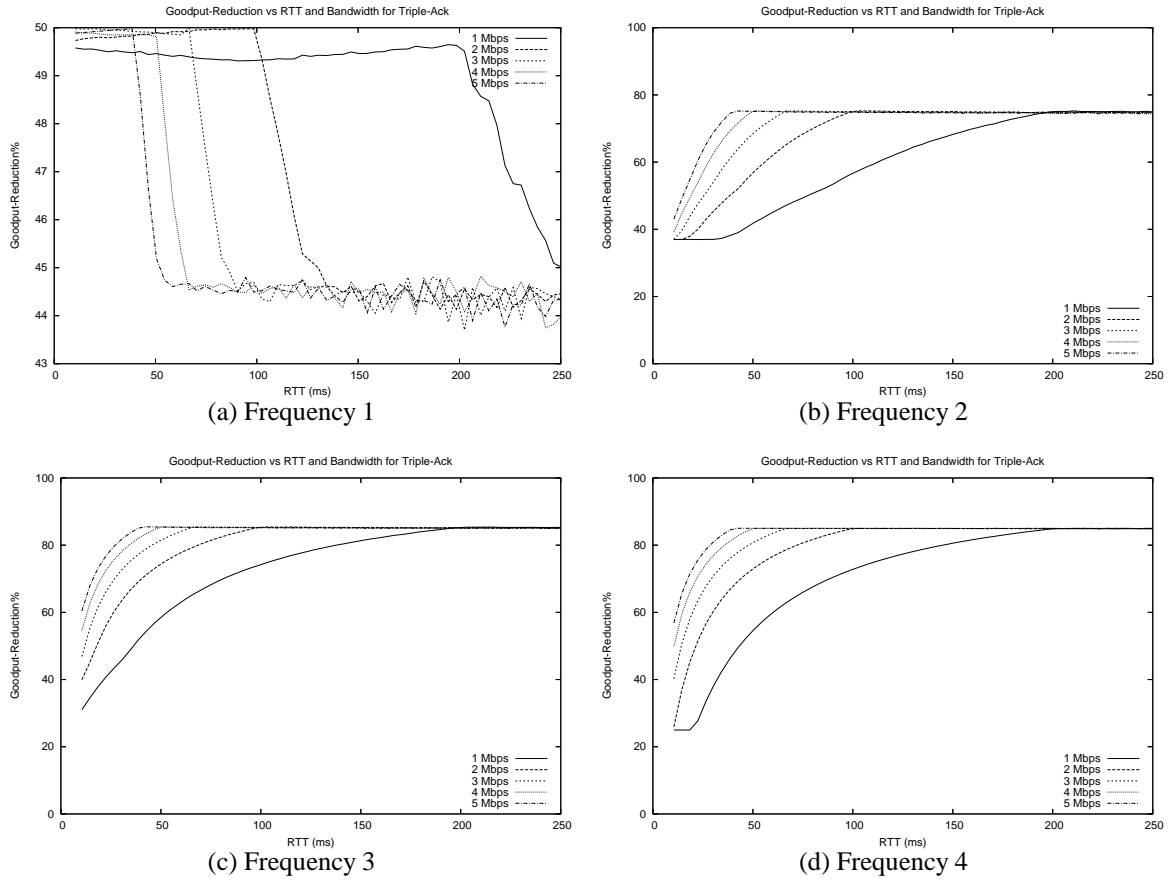 Goodput-Reduction vs RTT and Bandwidth for Triple-Ack
50
49
48
47
46
45
44
43
Goodput-Reduction%
1 Mbps
2 Mbps
3 Mbps
4 Mbps
5 Mbps
0 50 100 150 200 250
RTT (ms)
(a) Frequency 1
Goodput-Reduction vs RTT and Bandwidth for Triple-Ack
100
80
60
40
20
0
Goodput-Reduction%
1 Mbps
2 Mbps
3 Mbps
4 Mbps
5 Mbps
0 50 100 150 200 250
RTT (ms)
(b) Frequency 2
Goodput-Reduction vs RTT and Bandwidth for Triple-Ack
100
80
60
40
20
0
Goodput-Reduction%
1 Mbps
2 Mbps
3 Mbps
4 Mbps
5 Mbps
0 50 100 150 200 250
RTT (ms)
(c) Frequency 3
Goodput-Reduction vs RTT and Bandwidth for Triple-Ack
100
80
60
40
20
0
Goodput-Reduction%
1 Mbps
2 Mbps
3 Mbps
4 Mbps
5 Mbps
0 50 100 150 200 250
RTT (ms)
(d) Frequency 4